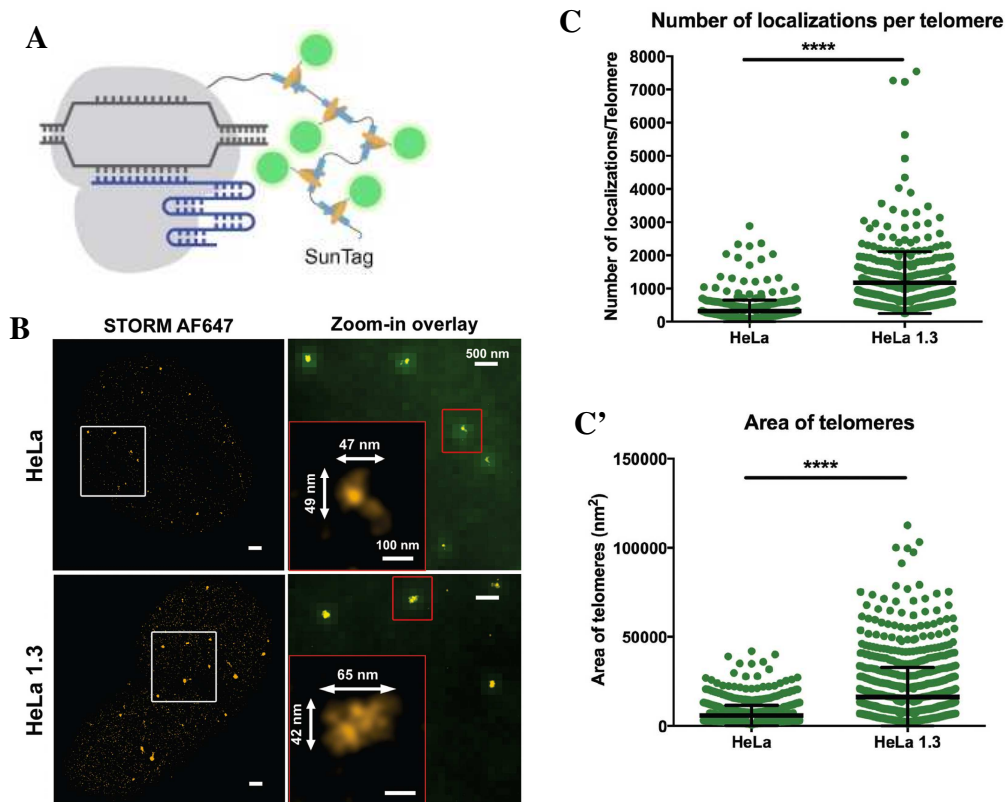 A
SunTag
B
STORM AF647
Zoom-in overlay
HeLa
500 nm
47 nm
49 nm
100 nm
HeLa 1.3
65 nm
42 nm
C
Number of localizations per telomere
****
Number of localizations/Telomere
8000
7000
6000
5000
4000
3000
2000
1000
0
HeLa
HeLa 1.3
C'
Area of telomeres
****
Area of telomeres (nm²)
150000
100000
50000
0
HeLa
HeLa 1.3